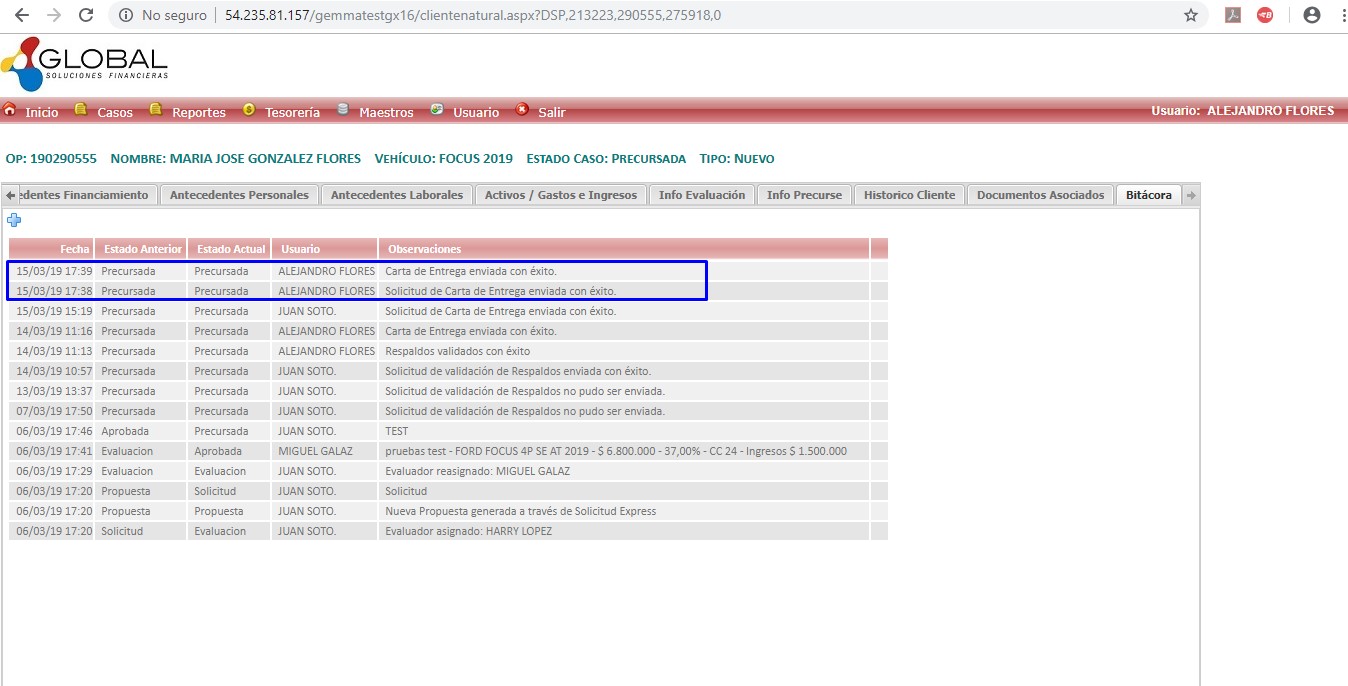 No seguro | 54.235.81.157/gemmatestgx16/clientenatural.aspx?DSP,213223,290555,275918,0
GLOBAL
SOLUCIONES FINANCIERAS
Inicio Casos Reportes Tesorería Maestros Usuario Salir Usuario: ALEJANDRO FLORES
OP: 190290555 NOMBRE: MARIA JOSE GONZALEZ FLORES VEHÍCULO: FOCUS 2019 ESTADO CASO: PRECURSADA TIPO: NUEVO
edentes Financiamiento Antecedentes Personales Antecedentes Laborales Activos / Gastos e Ingresos Info Evaluación Info Precurse Historico Cliente Documentos Asociados Bitácora
Fecha Estado Anterior Estado Actual Usuario Observaciones
15/03/19 17:39 Precursada Precursada ALEJANDRO FLORES Carta de Entrega enviada con éxito.
15/03/19 17:38 Precursada Precursada ALEJANDRO FLORES Solicitud de Carta de Entrega enviada con éxito.
15/03/19 15:19 Precursada Precursada JUAN SOTO. Solicitud de Carta de Entrega enviada con éxito.
14/03/19 11:16 Precursada Precursada ALEJANDRO FLORES Carta de Entrega enviada con éxito.
14/03/19 11:13 Precursada Precursada ALEJANDRO FLORES Respaldos validados con éxito
14/03/19 10:57 Precursada Precursada JUAN SOTO. Solicitud de validación de Respaldos enviada con éxito.
13/03/19 13:37 Precursada Precursada JUAN SOTO. Solicitud de validación de Respaldos no pudo ser enviada.
07/03/19 17:50 Precursada Precursada JUAN SOTO. Solicitud de validación de Respaldos no pudo ser enviada.
06/03/19 17:46 Aprobada Precursada JUAN SOTO. TEST
06/03/19 17:41 Evaluacion Aprobada MIGUEL GALAZ pruebas test - FORD FOCUS 4P SE AT 2019 - $ 6.800.000 - 37,00% - CC 24 - Ingresos $ 1.500.000
06/03/19 17:29 Evaluacion Evaluacion JUAN SOTO. Evaluador reasignado: MIGUEL GALAZ
06/03/19 17:20 Propuesta Solicitud JUAN SOTO. Solicitud
06/03/19 17:20 Propuesta Propuesta JUAN SOTO. Nueva Propuesta generada a través de Solicitud Express
06/03/19 17:20 Solicitud Evaluacion JUAN SOTO. Evaluador asignado: HARRY LOPEZ